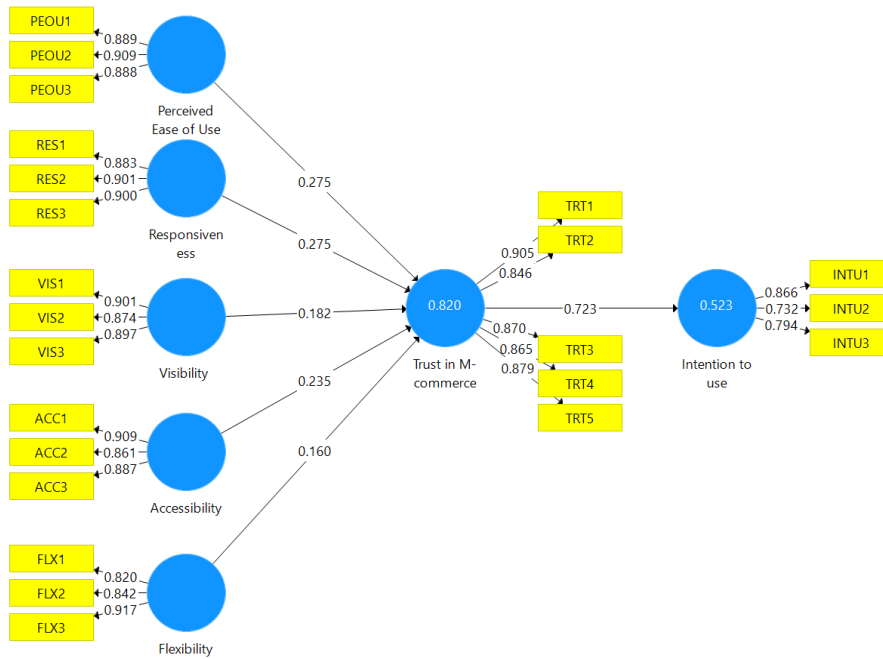 PEOU1
0.889
PEOU2
0.909
PEOU3
0.888
Perceived
Ease of Use
RES1
0.883
RES2
0.901
RES3
0.900
Responsiven
ess
VIS1
0.901
VIS2
0.874
VIS3
0.897
Visibility
ACC1
0.909
ACC2
0.861
ACC3
0.887
Accessibility
FLX1
0.820
FLX2
0.842
FLX3
0.917
Flexibility
0.275
0.275
0.182
0.235
0.160
TRT1
TRT2
0.905
0.846
0.820
Trust in M-
commerce
0.870
0.865
0.879
TRT3
TRT4
TRT5
0.723
0.523
Intention to
use
0.866
0.732
0.794
INTU1
INTU2
INTU3